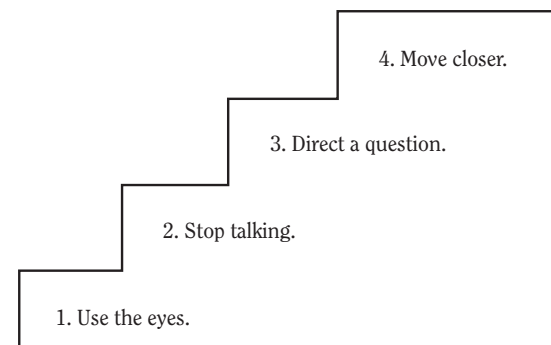 4. Move closer.
3. Direct a question.
2. Stop talking.
1. Use the eyes.